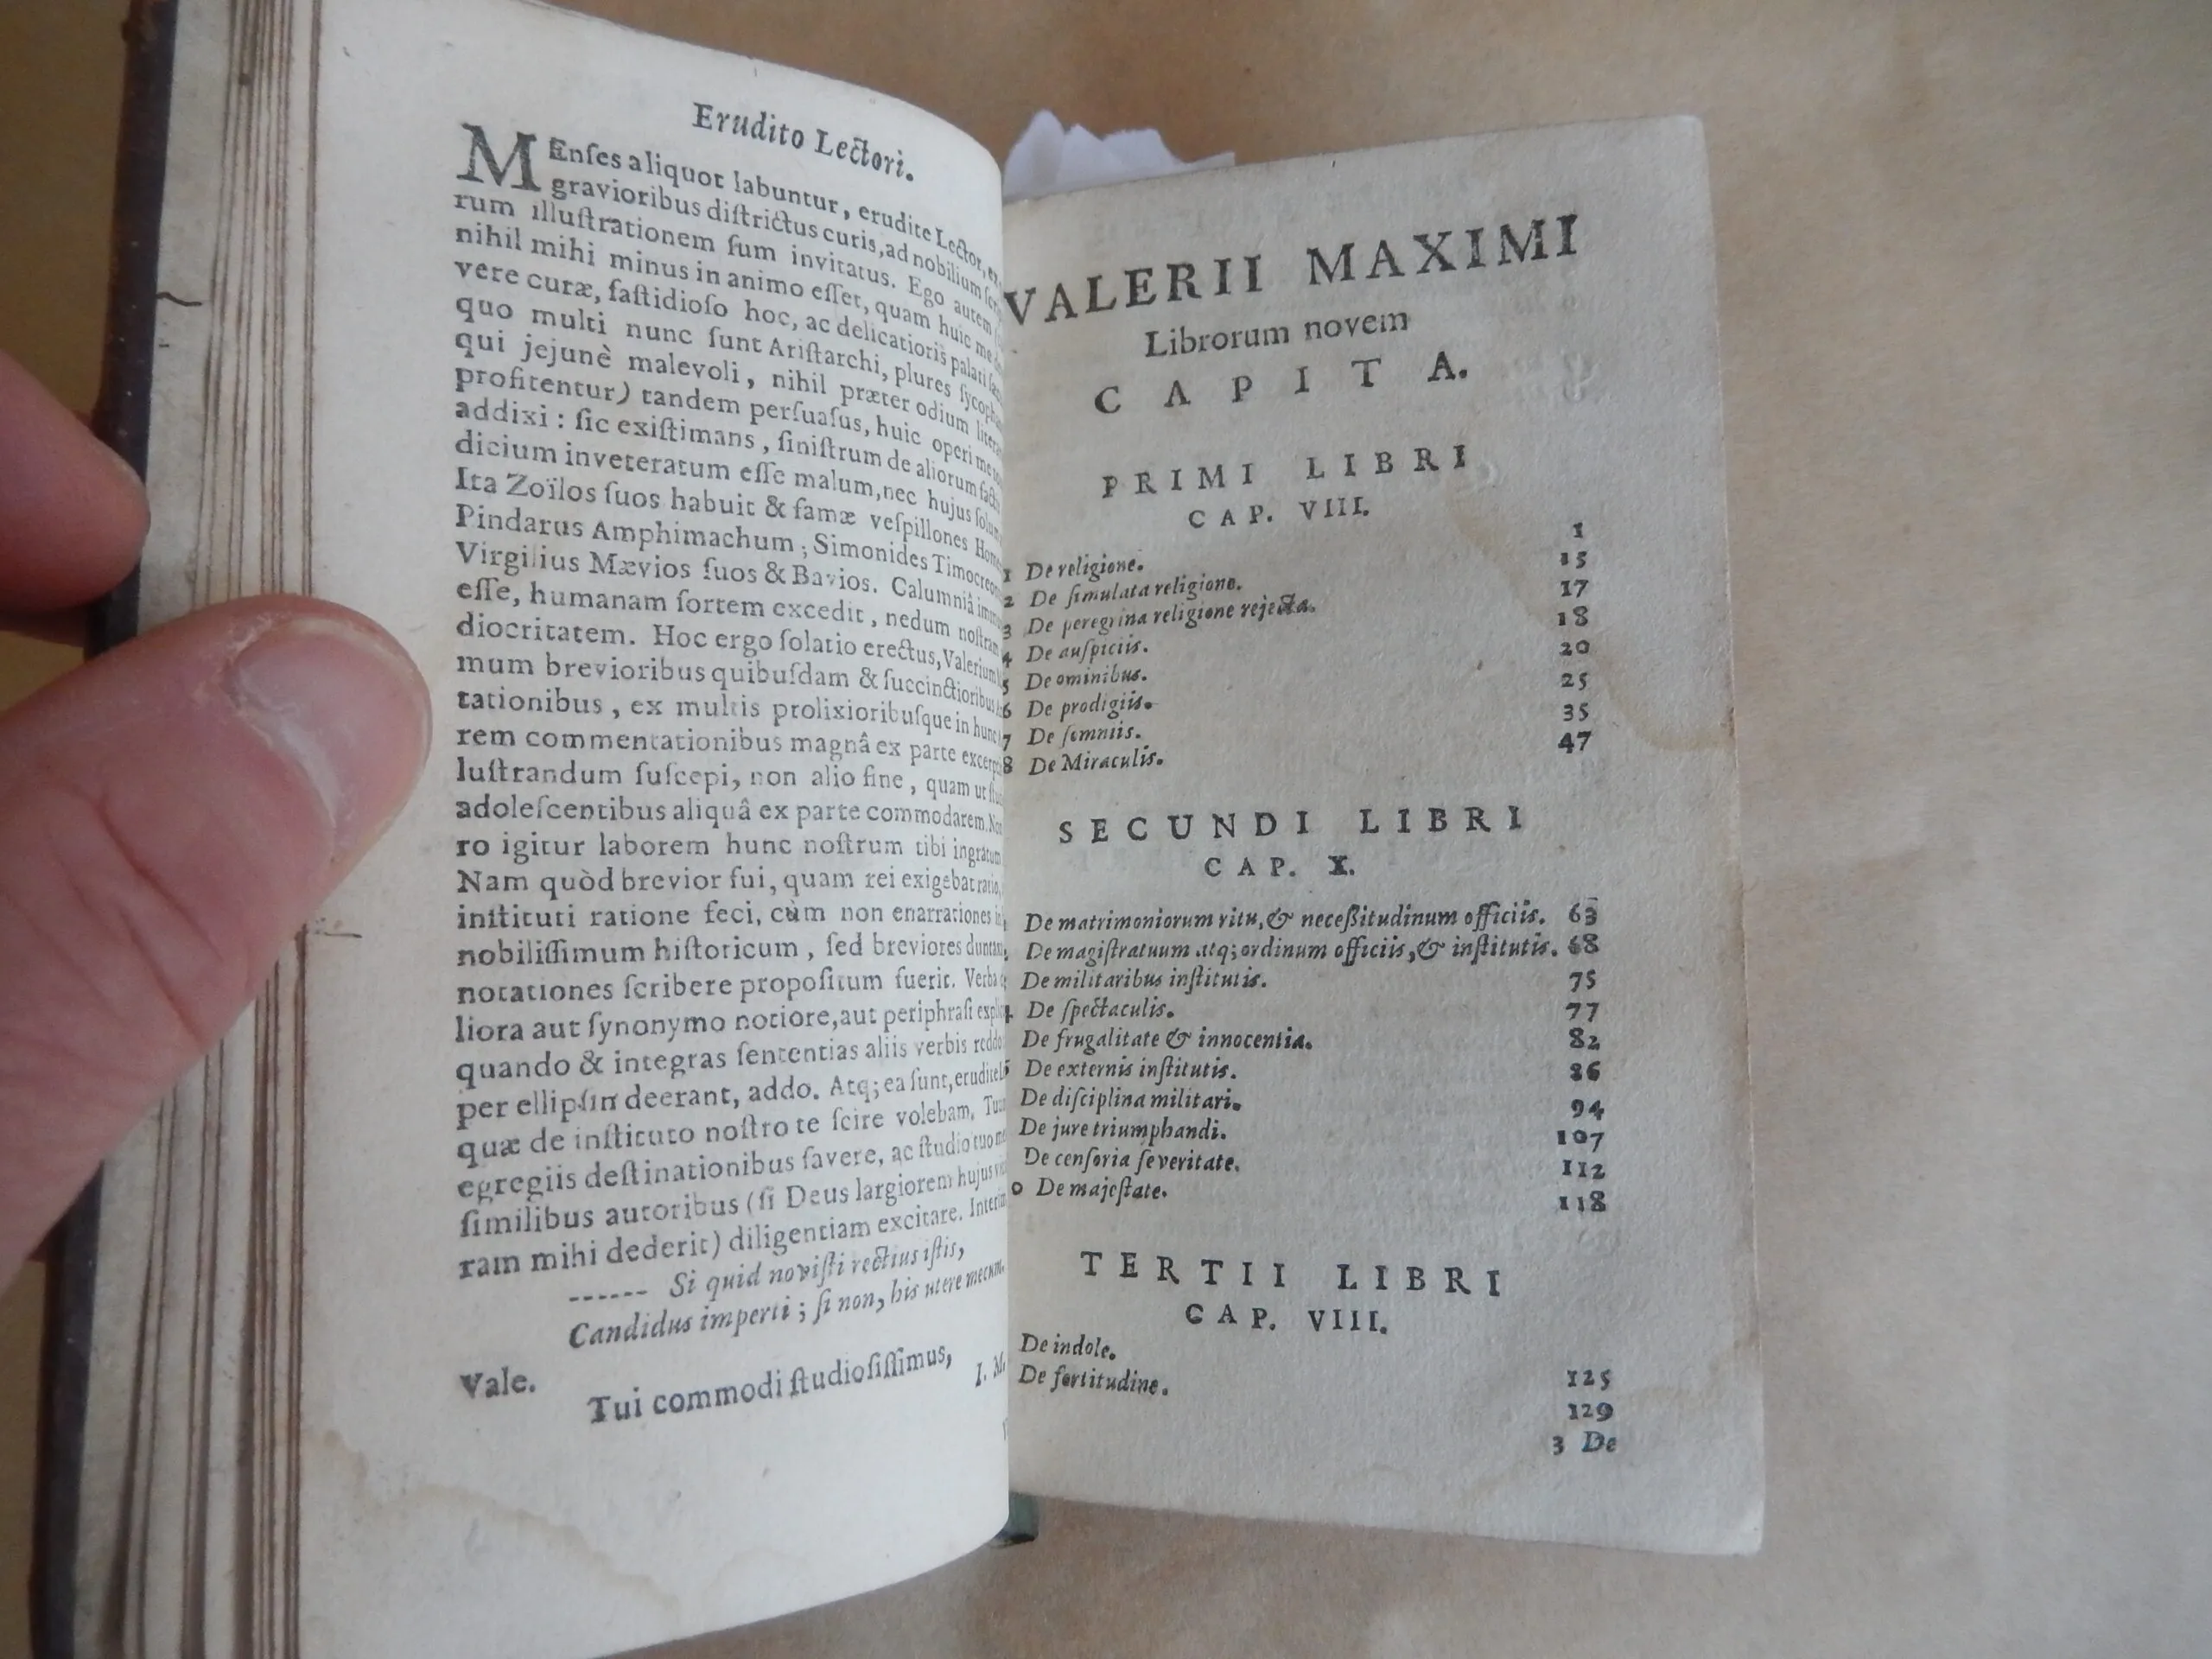 Erudito Lectori.
MEnſes aliquot labuntur, erudite Lector,
gravioribus diſtrictus curis, ad nobilium
rum illuſtrationem ſum invitatus. Ego autem
nihil mihi minus in animo eſſet, quam huic me
vere curæ, faſtidioſo hoc, ac delicatioris palati
quo multi nunc ſunt Ariſtarchi, plures
qui jejunè malevoli, nihil præter odium
profitentur) tandem perſuaſus, huic operi me
addixi : ſic exiſtimans, ſiniſtrum de aliorum
dicium inveteratum eſſe malum, nec hujus
Ita Zoïlos ſuos habuit & famæ veſpillones
Pindarus Amphimachum ; Simonides
Virgilius Mævios ſuos & Bavios. Calumniâ
eſſe, humanam ſortem excedit, nedum
diocritatem. Hoc ergo ſolatio erectus, Valerium
mum brevioribus quibuſdam & ſuccinctioribus
tationibus, ex multis prolixioribuſque in hunc
rem commentationibus magnâ ex parte
luſtrandum ſuſcepi, non alio fine, quam ut
adoleſcentibus aliquâ ex parte commodarem.
ro igitur laborem hunc noſtrum tibi ingratum
Nam quòd brevior fui, quam rei exigebat ratio,
inſtituti ratione feci, cùm non enarrationes
nobiliſſimum hiſtoricum, ſed breviores
notationes ſcribere propoſitum fuerit. Verba
liora aut ſynonymo notiore, aut periphraſi
quando & integras ſententias aliis verbis
per ellipſin deerant, addo. Atq; ea ſunt,
quæ de inſtituto noſtro te ſcire volebam.
egregiis deſtinationibus favere, ac ſtudio tuo
ſimilibus autoribus (ſi Deus largiorem hujus
ram mihi dederit) diligentiam excitare.
------ Si quid noviſti rectius iſtis,
Candidus imperti ; ſi non, his utere mecum.
Vale.
Tui commodi ſtudioſiſſimus,
I. M.
VALERII MAXIMI
Librorum novem
CAPITA.
PRIMI LIBRI
CAP. VIII.
1 De religione. 1
2 De ſimulata religione. 15
3 De peregrina religione rejecta. 17
4 De auſpiciis. 18
5 De ominibus. 20
6 De prodigiis. 25
7 De ſomniis. 35
8 De Miraculis. 47
SECUNDI LIBRI
CAP. X.
De matrimoniorum ritu, & neceßitudinum officiis. 63
De magiſtratuum atq; ordinum officiis, & inſtitutis. 68
De militaribus inſtitutis. 75
De ſpectaculis. 77
De frugalitate & innocentia. 82
De externis inſtitutis. 86
De diſciplina militari. 94
De jure triumphandi. 107
De cenſoria ſeveritate. 112
0 De majeſtate. 118
TERTII LIBRI
CAP. VIII.
De indole. 125
De fortitudine. 129
3 De